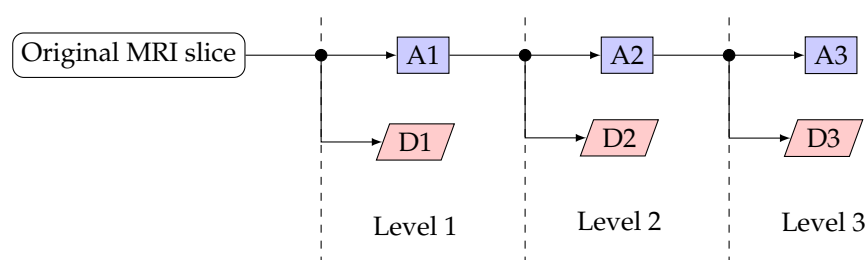 Original MRI slice
A1
A2
A3
D1
D2
D3
Level 1
Level 2
Level 3